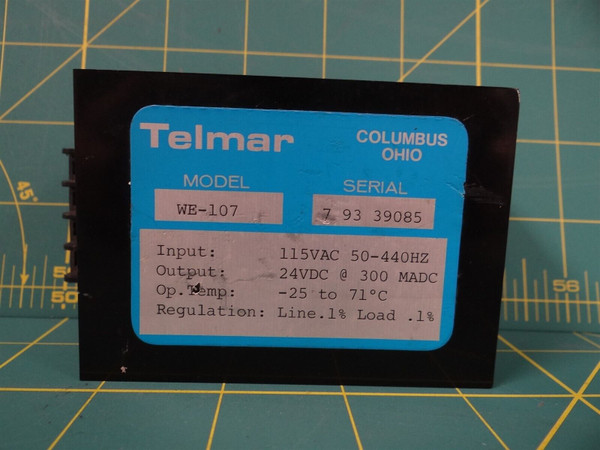 Telmar
COLUMBUS
OHIO
MODEL
SERIAL
WE-107
7 93 39085
Input: 115VAC 50-440HZ
Output: 24VDC @ 300 MADC
Op.Temp: -25 to 71°C
Regulation: Line.1% Load .1%
45°
50
56